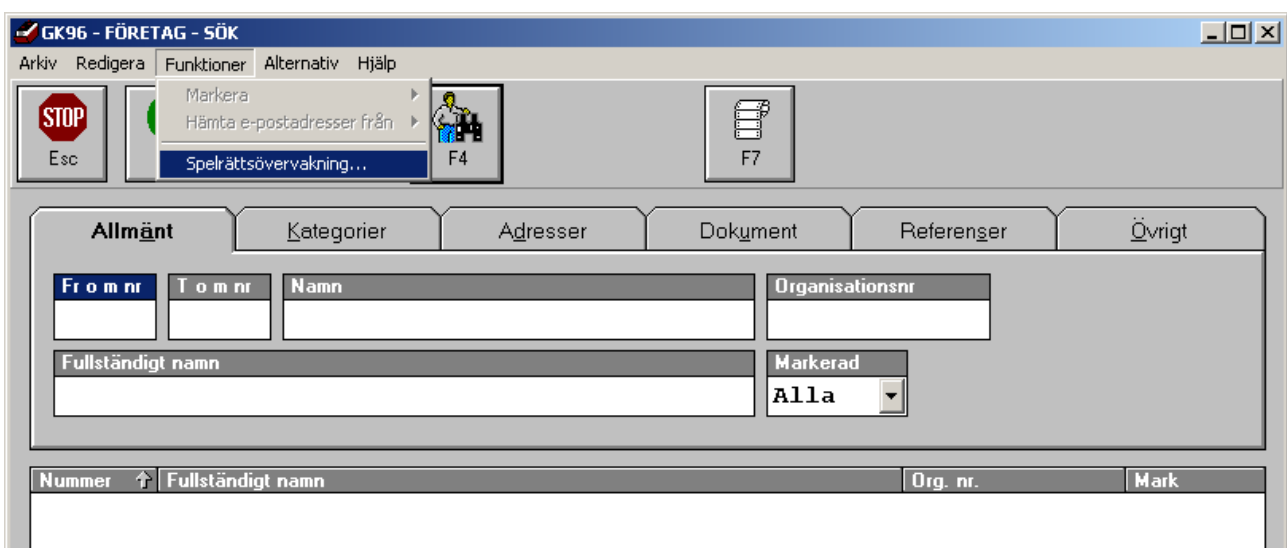 GK96 - FÖRETAG - SÖK
Arkiv Redigera Funktioner Alternativ Hjälp
Markera
Hämta e-postadresser från
Spelrättsövervakning...
STOP
Esc
F4
F7
Allmänt Kategorier Adresser Dokument Referenser Övrigt
Fr o m nr T o m nr Namn Organisationsnr
Fullständigt namn Markerad
Alla
Nummer Fullständigt namn Org. nr. Mark